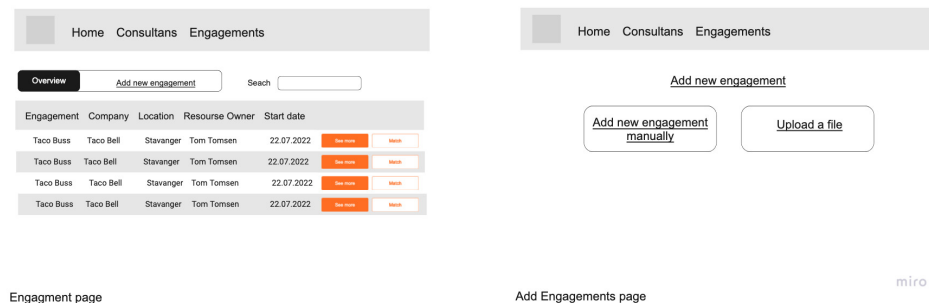 Home Consultans Engagements
Overview Add new engagement Seach
Engagement Company Location Resourse Owner Start date
Taco Buss Taco Bell Stavanger Tom Tomsen 22.07.2022 See more Match
Taco Buss Taco Bell Stavanger Tom Tomsen 22.07.2022 See more Match
Taco Buss Taco Bell Stavanger Tom Tomsen 22.07.2022 See more Match
Taco Buss Taco Bell Stavanger Tom Tomsen 22.07.2022 See more Match
Engagment page
Home Consultans Engagements
Add new engagement
Add new engagement
manually
Upload a file
Add Engagements page
miro